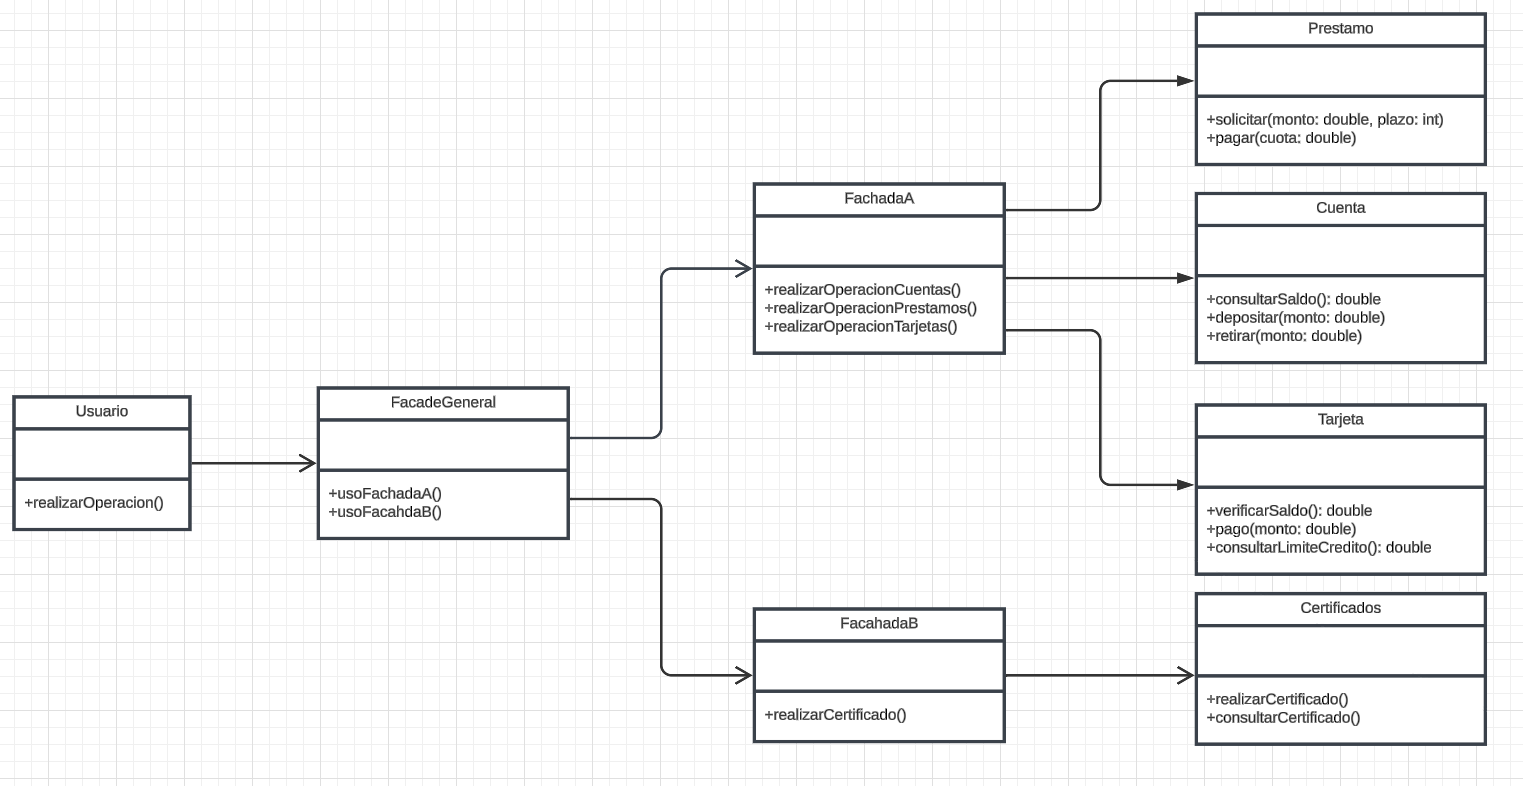 Usuario
+realizarOperacion()
FacadeGeneral
+usoFachadaA()
+usoFacahdaB()
FachadaA
+realizarOperacionCuentas()
+realizarOperacionPrestamos()
+realizarOperacionTarjetas()
FacahadaB
+realizarCertificado()
Prestamo
+solicitar(monto: double, plazo: int)
+pagar(cuota: double)
Cuenta
+consultarSaldo(): double
+depositar(monto: double)
+retirar(monto: double)
Tarjeta
+verificarSaldo(): double
+pago(monto: double)
+consultarLimiteCredito(): double
Certificados
+realizarCertificado()
+consultarCertificado()